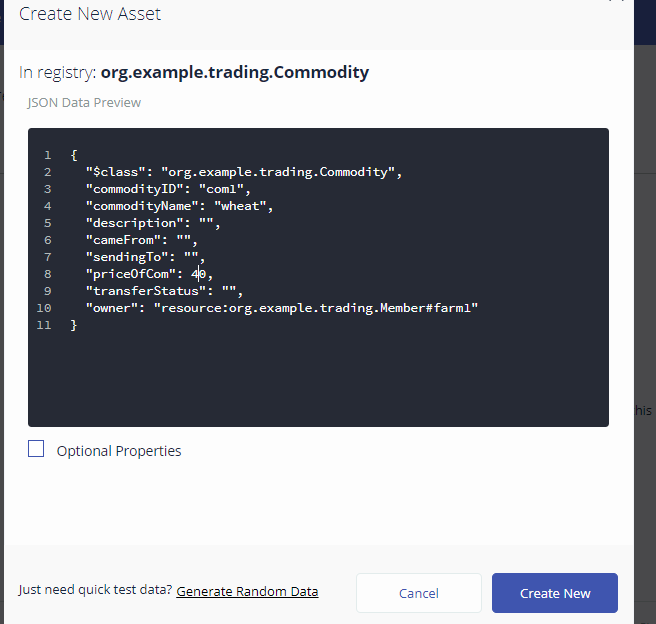 Create New Asset
In registry: org.example.trading.Commodity
JSON Data Preview
1 {
2 "$class": "org.example.trading.Commodity",
3 "commodityID": "com1",
4 "commodityName": "wheat",
5 "description": "",
6 "cameFrom": "",
7 "sendingTo": "",
8 "priceOfCom": 40,
9 "transferStatus": "",
10 "owner": "resource:org.example.trading.Member#farm1"
11 }
his
Optional Properties
Just need quick test data? Generate Random Data
Cancel
Create New